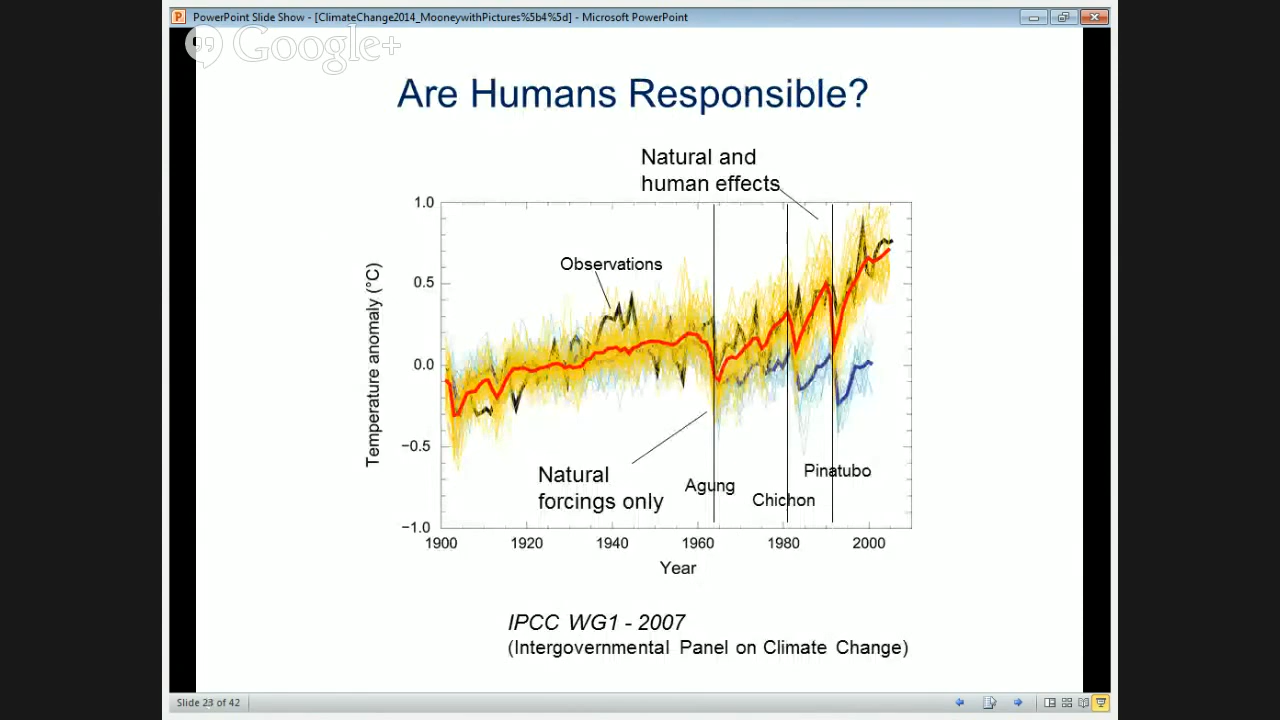 PowerPoint Slide Show - [ClimateChange2014_MooneywithPictures%5b4%5d] - Microsoft PowerPoint
Google+
Are Humans Responsible?
Natural and
human effects
1.0
Observations
0.5
0.0
Temperature anomaly (°C)
−0.5
Natural
forcings only
Agung
Chichon
Pinatubo
−1.0
1900
1920
1940
1960
1980
2000
Year
IPCC WG1 - 2007
(Intergovernmental Panel on Climate Change)
Slide 23 of 42